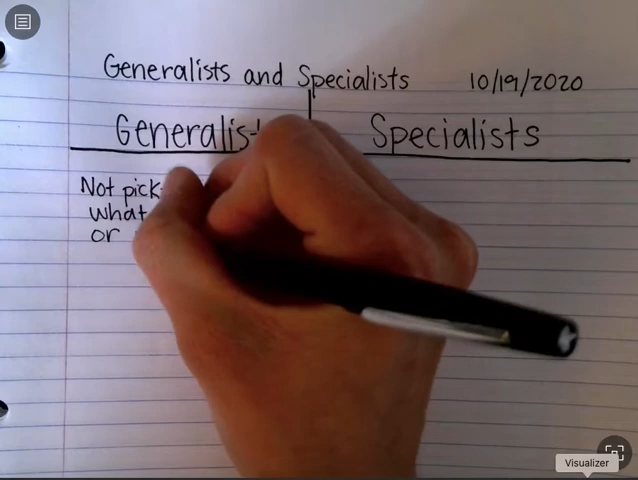 Generalists and Specialists 10/19/2020
Generalis
Specialists
Not pick
what
or
Visualizer